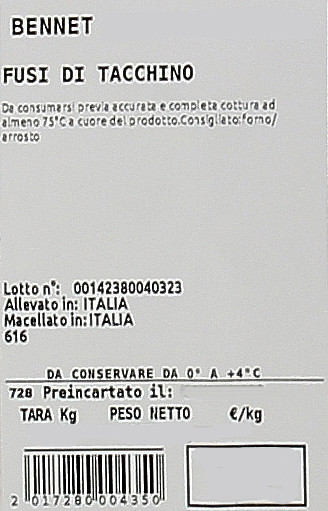 BENNET
FUSI DI TACCHINO
Da consumarsi previa accurata e completa cottura ad
almeno 75°C a cuore del prodotto.Consigliato:forno/
arrosto
Lotto n°: 00142380040323
Allevato in: ITALIA
Macellato in:ITALIA
616
DA CONSERVARE DA 0° A +4°C
728 Preincartato il:
TARA Kg PESO NETTO €/kg
2 017280 004350